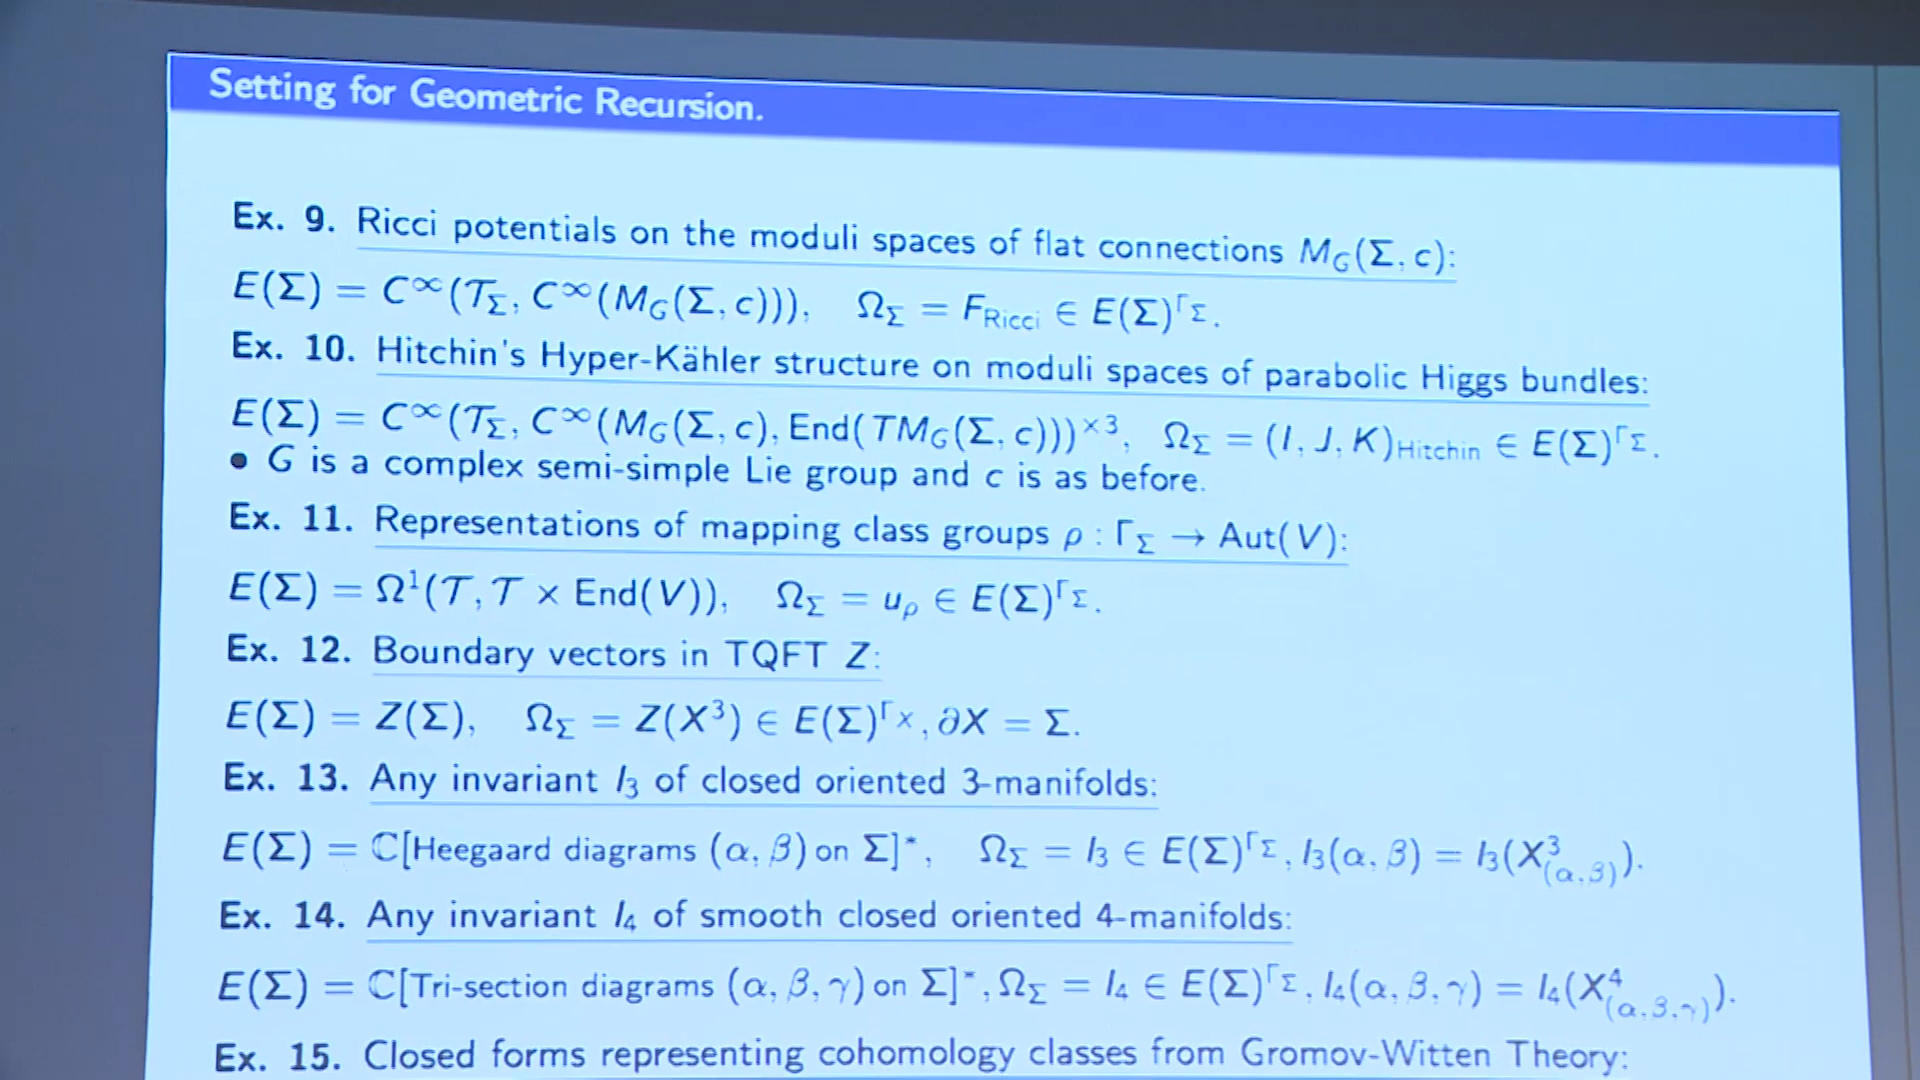 Setting for Geometric Recursion.
Ex. 9. Ricci potentials on the moduli spaces of flat connections M_G(Σ, c):
E(Σ) = C^∞(T_Σ, C^∞(M_G(Σ, c))), Ω_Σ = F_Ricci ∈ E(Σ)^{Γ_Σ}.
Ex. 10. Hitchin's Hyper-Kähler structure on moduli spaces of parabolic Higgs bundles:
E(Σ) = C^∞(T_Σ, C^∞(M_G(Σ, c), End(TM_G(Σ, c)))^{×3}, Ω_Σ = (I, J, K)_Hitchin ∈ E(Σ)^{Γ_Σ}.
• G is a complex semi-simple Lie group and c is as before.
Ex. 11. Representations of mapping class groups ρ : Γ_Σ → Aut(V):
E(Σ) = Ω^1(T, T × End(V)), Ω_Σ = u_ρ ∈ E(Σ)^{Γ_Σ}.
Ex. 12. Boundary vectors in TQFT Z:
E(Σ) = Z(Σ), Ω_Σ = Z(X^3) ∈ E(Σ)^{Γ_X}, ∂X = Σ.
Ex. 13. Any invariant I_3 of closed oriented 3-manifolds:
E(Σ) = ℂ[Heegaard diagrams (α, β) on Σ]*, Ω_Σ = I_3 ∈ E(Σ)^{Γ_Σ}, I_3(α, β) = I_3(X^3_{(α,β)}).
Ex. 14. Any invariant I_4 of smooth closed oriented 4-manifolds:
E(Σ) = ℂ[Tri-section diagrams (α, β, γ) on Σ]*, Ω_Σ = I_4 ∈ E(Σ)^{Γ_Σ}, I_4(α, β, γ) = I_4(X^4_{(α,β,γ)}).
Ex. 15. Closed forms representing cohomology classes from Gromov-Witten Theory: